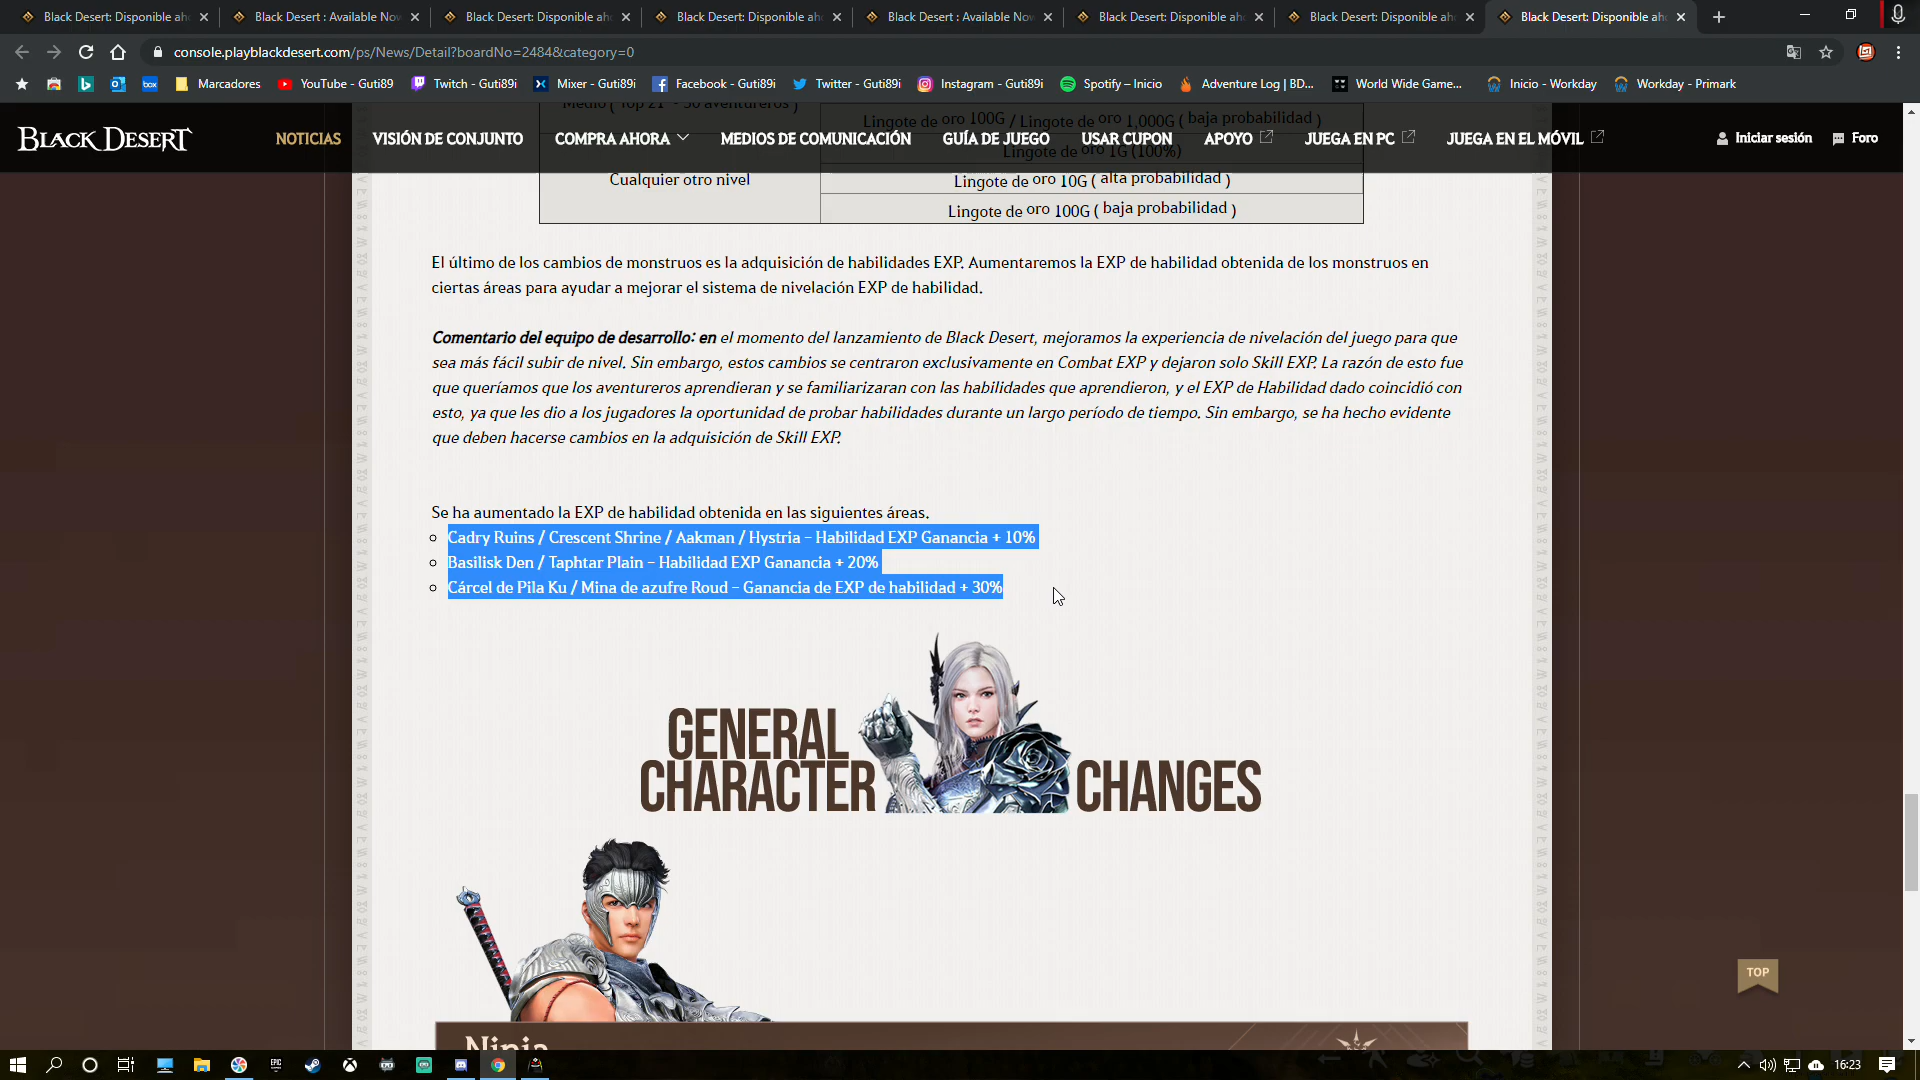 Black Desert: Disponible ah
Black Desert : Available Nov
Black Desert: Disponible ah
Black Desert: Disponible ah
Black Desert : Available Nov
Black Desert: Disponible ah
Black Desert: Disponible ah
Black Desert: Disponible ah
console.playblackdesert.com/ps/News/Detail?boardNo=2484&category=0
Marcadores
YouTube - Guti89
Twitch - Guti89i
Mixer - Guti89i
Facebook - Guti89i
Twitter - Guti89i
Instagram - Guti89i
Spotify – Inicio
Adventure Log | BD...
World Wide Game...
Inicio - Workday
Workday - Primark
Medio ( Top 21 - 30 aventureros )
Lingote de oro 100G / Lingote de oro 1,000G ( baja probabilidad )
BLACK DESERT
NOTICIAS
VISIÓN DE CONJUNTO
COMPRA AHORA
MEDIOS DE COMUNICACIÓN
GUÍA DE JUEGO
USAR CUPON
APOYO
JUEGA EN PC
JUEGA EN EL MÓVIL
Iniciar sesión
Foro
Lingote de oro 1G (100%)
Cualquier otro nivel
Lingote de oro 10G ( alta probabilidad )
Lingote de oro 100G ( baja probabilidad )
El último de los cambios de monstruos es la adquisición de habilidades EXP. Aumentaremos la EXP de habilidad obtenida de los monstruos en
ciertas áreas para ayudar a mejorar el sistema de nivelación EXP de habilidad.
Comentario del equipo de desarrollo: en el momento del lanzamiento de Black Desert, mejoramos la experiencia de nivelación del juego para que
sea más fácil subir de nivel. Sin embargo, estos cambios se centraron exclusivamente en Combat EXP y dejaron solo Skill EXP. La razón de esto fue
que queríamos que los aventureros aprendieran y se familiarizaran con las habilidades que aprendieron, y el EXP de Habilidad dado coincidió con
esto, ya que les dio a los jugadores la oportunidad de probar habilidades durante un largo período de tiempo. Sin embargo, se ha hecho evidente
que deben hacerse cambios en la adquisición de Skill EXP.
Se ha aumentado la EXP de habilidad obtenida en las siguientes áreas.
Cadry Ruins / Crescent Shrine / Aakman / Hystria – Habilidad EXP Ganancia + 10%
Basilisk Den / Taphtar Plain – Habilidad EXP Ganancia + 20%
Cárcel de Pila Ku / Mina de azufre Roud – Ganancia de EXP de habilidad + 30%
GENERAL
CHARACTER CHANGES
TOP
Ninja
16:23